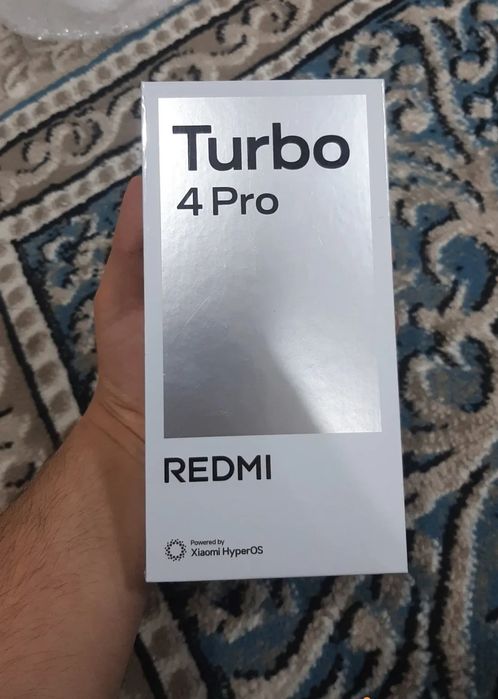 Turbo
4 Pro
REDMI
Powered by
Xiaomi HyperOS